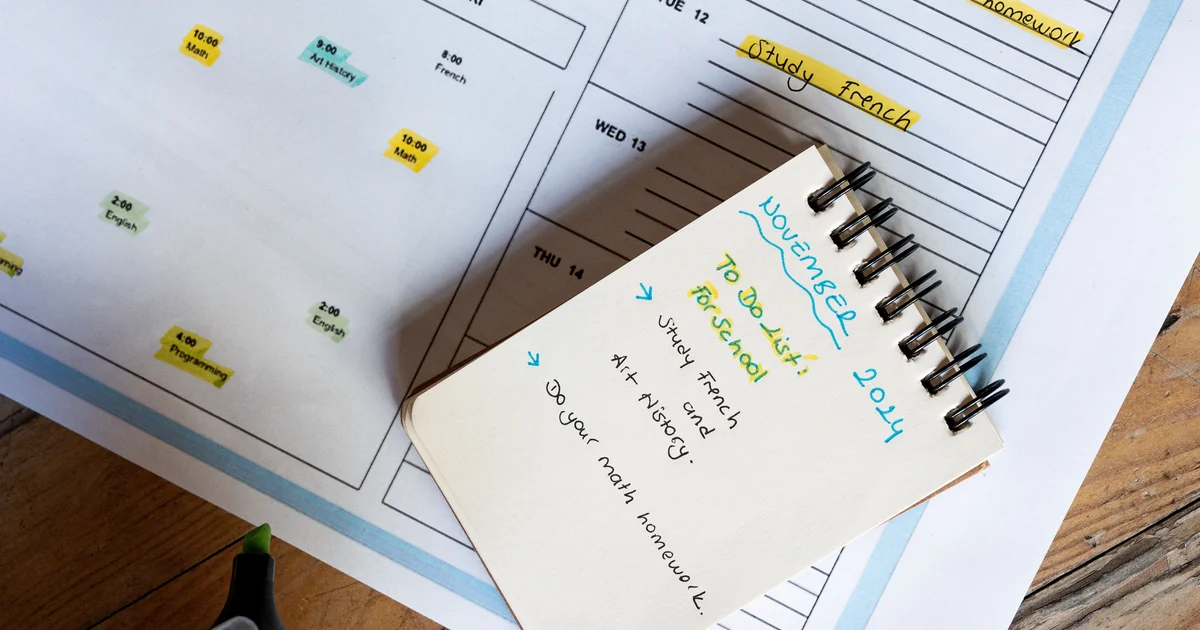 10:00
Math
9:00
Art History
8:00
French
10:00
Math
2:00
English
2:00
English
4:00
Programming
TUE 12
homework
Study French
WED 13
THU 14
NOVEMBER 2024
To Do List:
For School
Study French
and
Art History.
Do your math homework.